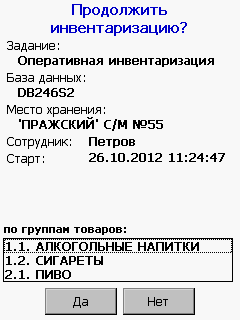 Продолжить
инвентаризацию?
Задание:
Оперативная инвентаризация
База данных:
DB246S2
Место хранения:
'ПРАЖСКИЙ' С/М №55
Сотрудник: Петров
Старт: 26.10.2012 11:24:47
по группам товаров:
1.1. АЛКОГОЛЬНЫЕ НАПИТКИ
1.2. СИГАРЕТЫ
2.1. ПИВО
Да Нет